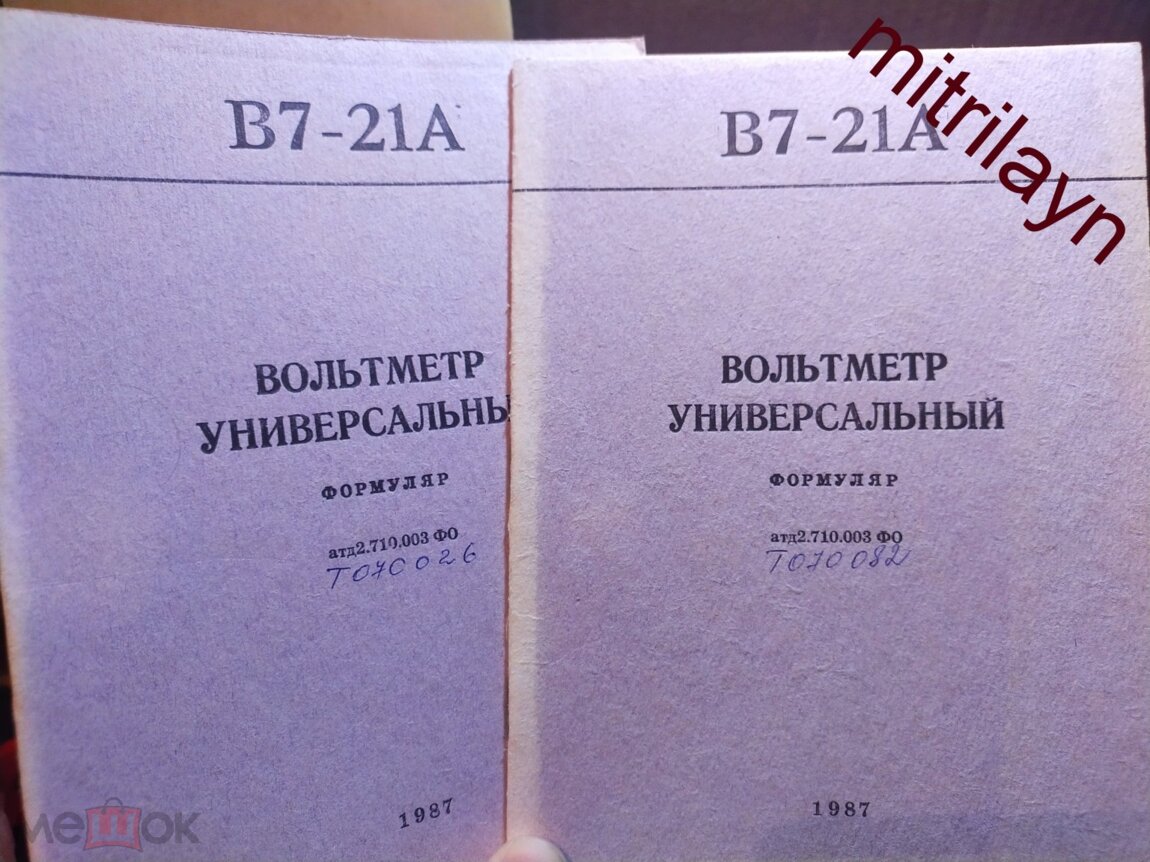 В7-21А
ВОЛЬТМЕТР
УНИВЕРСАЛЬНЫ
ФОРМУЛЯР
атд2.710.003 ФО
Т070026
1987
В7-21А
ВОЛЬТМЕТР
УНИВЕРСАЛЬНЫЙ
ФОРМУЛЯР
атд2.710.003 ФО
Т070082
1987
mitrilayn
мешок